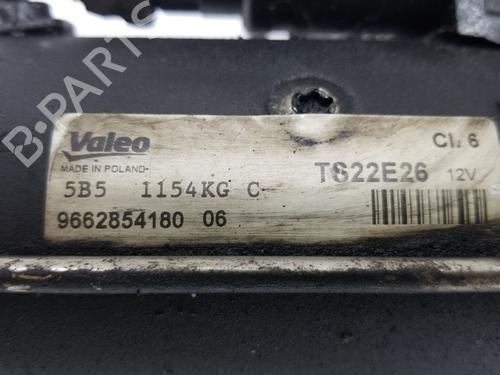 B-PARTS
Valeo
MADE IN POLAND
CL. 6
TS22E26 12V
5B5 1154KG C
9662854180 06